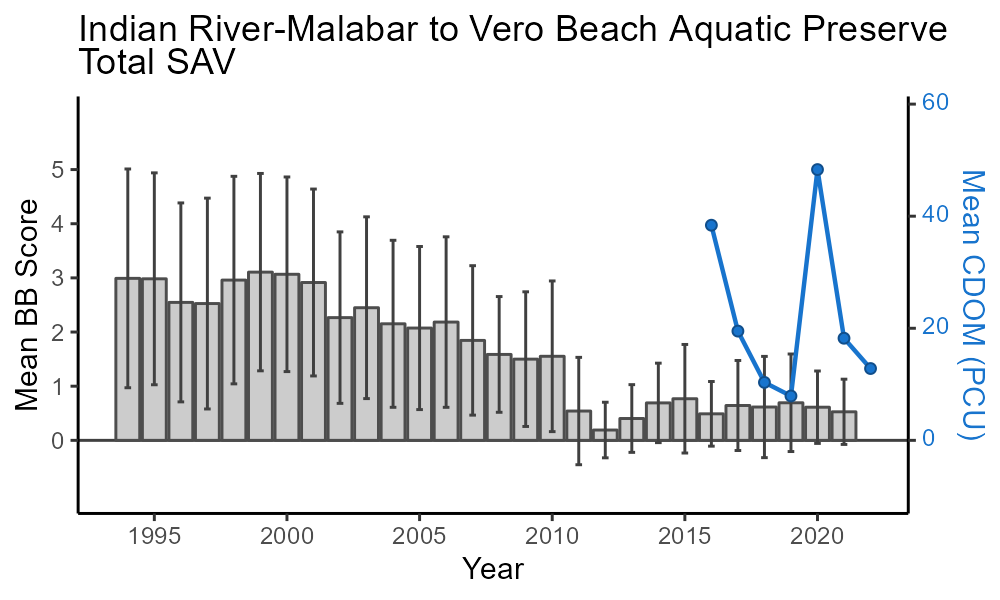 Indian River-Malabar to Vero Beach Aquatic Preserve
Total SAV
Mean BB Score
5
4
3
2
1
0
60
40
20
0
Mean CDOM (PCU)
1995 2000 2005 2010 2015 2020
Year